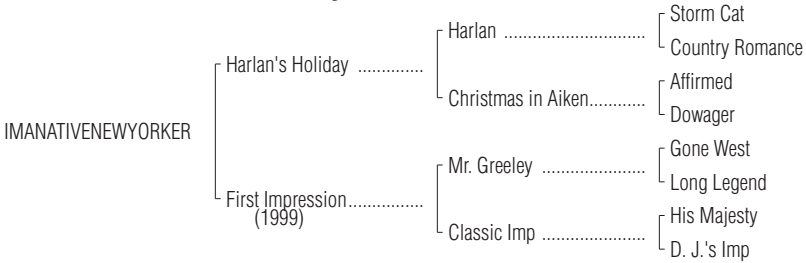 Storm Cat
Harlan ..............................
Country Romance
Harlan's Holiday ..............
Affirmed
Christmas in Aiken............
Dowager
IMANATIVENEWYORKER
Gone West
Mr. Greeley ......................
Long Legend
First Impression................
(1999)
His Majesty
Classic Imp ......................
D. J.'s Imp